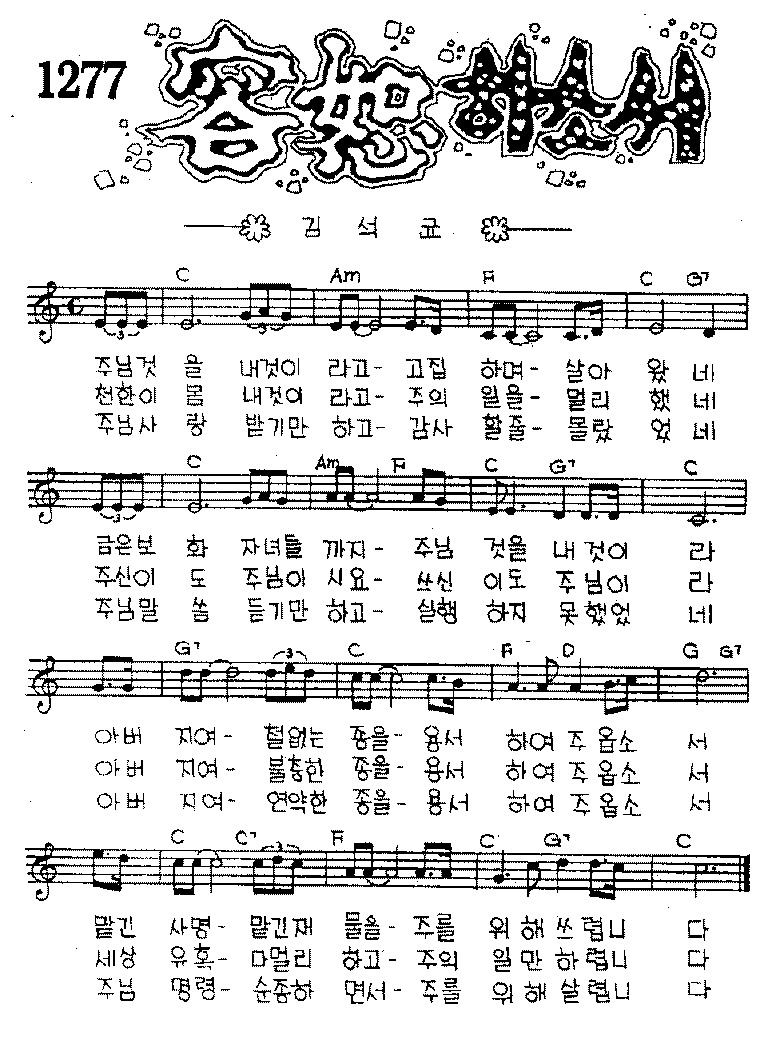 1277 용서하소서
김 석 균
C Am F C G7
주님것 을 내것이 라고- 고집 하며- 살아 왔 네
천한이 몸 내것이 라고- 주의 일을- 멀리 했 네
주님사 랑 받기만 하고- 감사 할줄- 몰랐 었 네
C Am F C G7 C
금은보 화 자녀들 까지- 주님 것을 내 것이 라
주신이 도 주님이 시요- 쓰신 이도 주님이 라
주님말 씀 듣기만 하고- 실행 하지 못했었 네
G7 C F D G G7
아버 지여- 철없는 종을- 용서 하여 주 옵소 서
아버 지여- 불충한 종을- 용서 하여 주 옵소 서
아버 지여- 연약한 종을- 용서 하여 주 옵소 서
C C7 F C G7 C
맡긴 사명- 맡긴재 물을- 주를 위 해 쓰 렵니 다
세상 유혹- 다멀리 하고- 주의 일 만 하 렵니 다
주님 명령- 순종하 면서- 주를 위 해 살 렵니 다